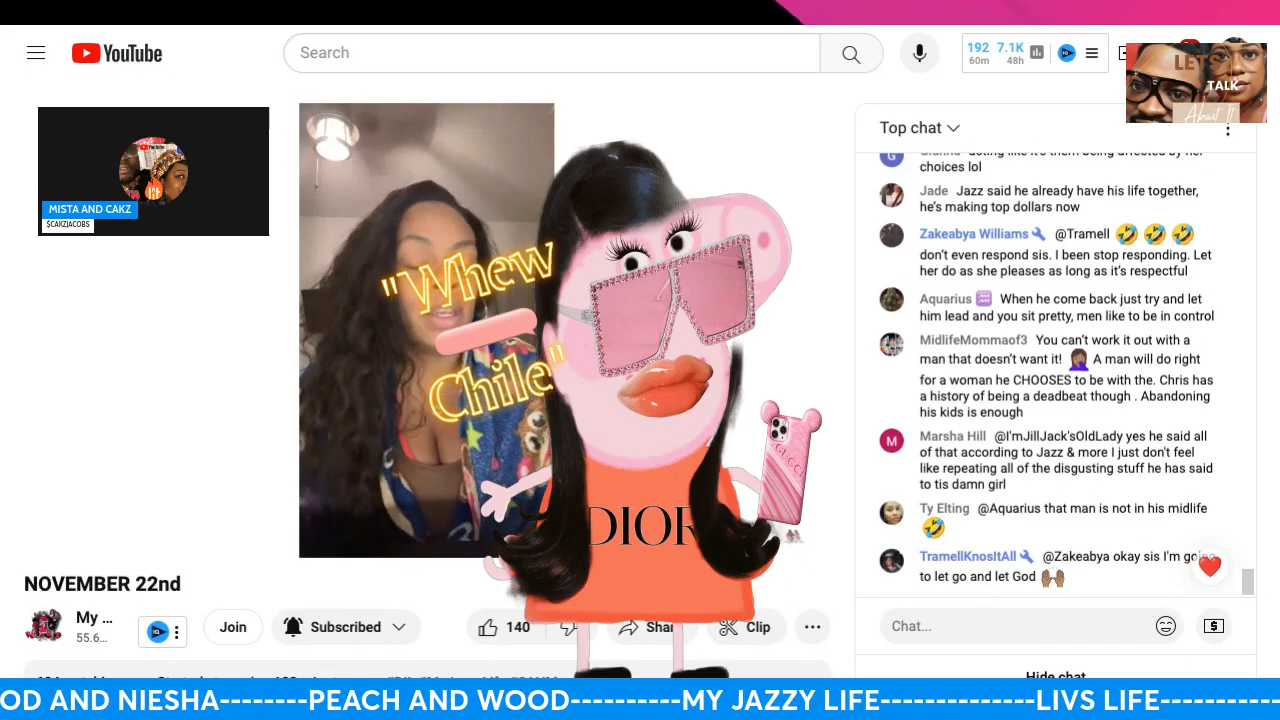 YouTube
Search
192 7.1K
60m 48h
LETS
TALK
About !!
MISTA AND CAKZ
$CAKZJACOBS
"Whew
Chile"
DIOR
GUCCI
NOVEMBER 22nd
My ...
55.6...
Join
Subscribed
140
Shar
Clip
Top chat
choices lol
Jade Jazz said he already have his life together,
he's making top dollars now
Zakeabya Williams @Tramell 🤣 🤣 🤣
don't even respond sis. I been stop responding. Let
her do as she pleases as long as it's respectful
Aquarius ♒ When he come back just try and let
him lead and you sit pretty, men like to be in control
MidlifeMommaof3 You can't work it out with a
man that doesn't want it! 🤦🏾‍♀️ A man will do right
for a woman he CHOOSES to be with the. Chris has
a history of being a deadbeat though . Abandoning
his kids is enough
M
Marsha Hill @I'mJillJack'sOldLady yes he said all
of that according to Jazz & more I just don't feel
like repeating all of the disgusting stuff he has said
to tis damn girl
Ty Elting @Aquarius that man is not in his midlife
🤣
TramellKnosItAll @Zakeabya okay sis I'm going
to let go and let God 🙌🏾
Chat...
Hide chat
OD AND NIESHA--------PEACH AND WOOD----------MY JAZZY LIFE--------------LIVS LIFE-----------